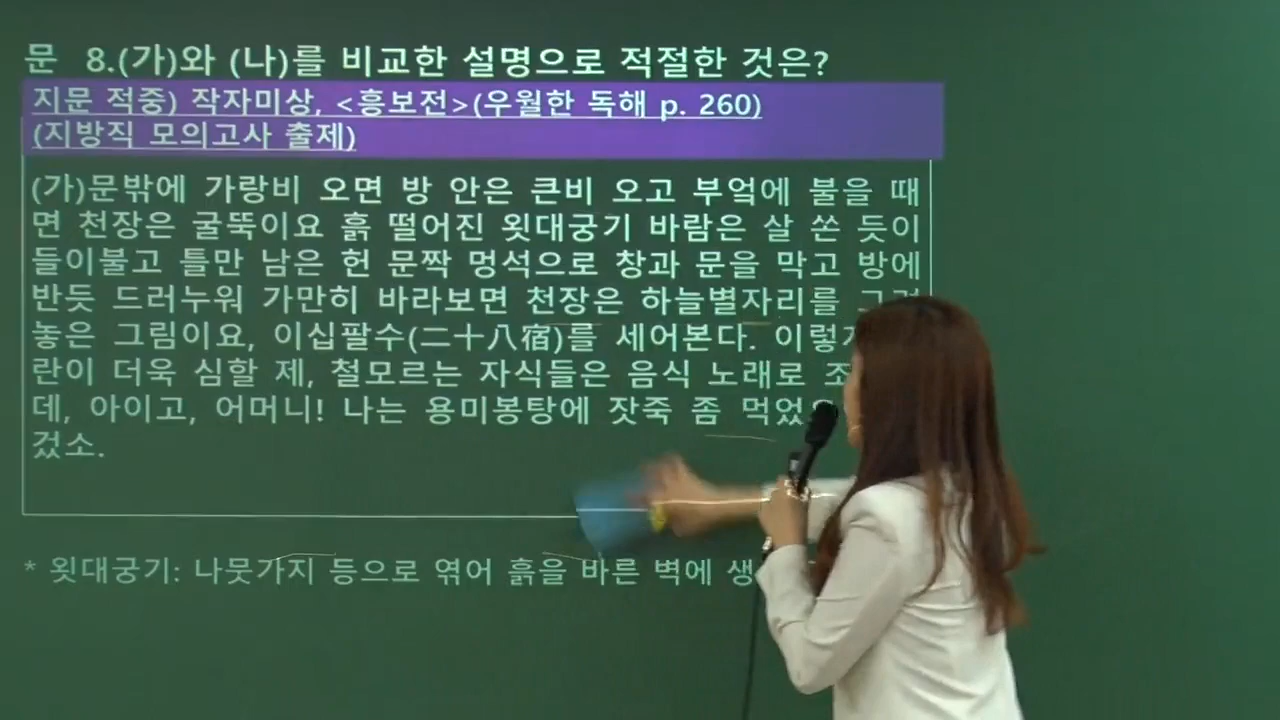 문 8.(가)와 (나)를 비교한 설명으로 적절한 것은?
지문 적중) 작자미상, <흥보전>(우월한 독해 p. 260)
(지방직 모의고사 출제)
(가)문밖에 가랑비 오면 방 안은 큰비 오고 부엌에 불을 때
면 천장은 굴뚝이요 흙 떨어진 욋대궁기 바람은 살 쏜 듯이
들이불고 틀만 남은 헌 문짝 멍석으로 창과 문을 막고 방에
반듯 드러누워 가만히 바라보면 천장은 하늘별자리를
놓은 그림이요, 이십팔수(二十八宿)를 세어본다. 이렇게
란이 더욱 심할 제, 철모르는 자식들은 음식 노래로
데, 아이고, 어머니! 나는 용미봉탕에 잣죽 좀
겄소.
* 욋대궁기: 나뭇가지 등으로 엮어 흙을 바른 벽에